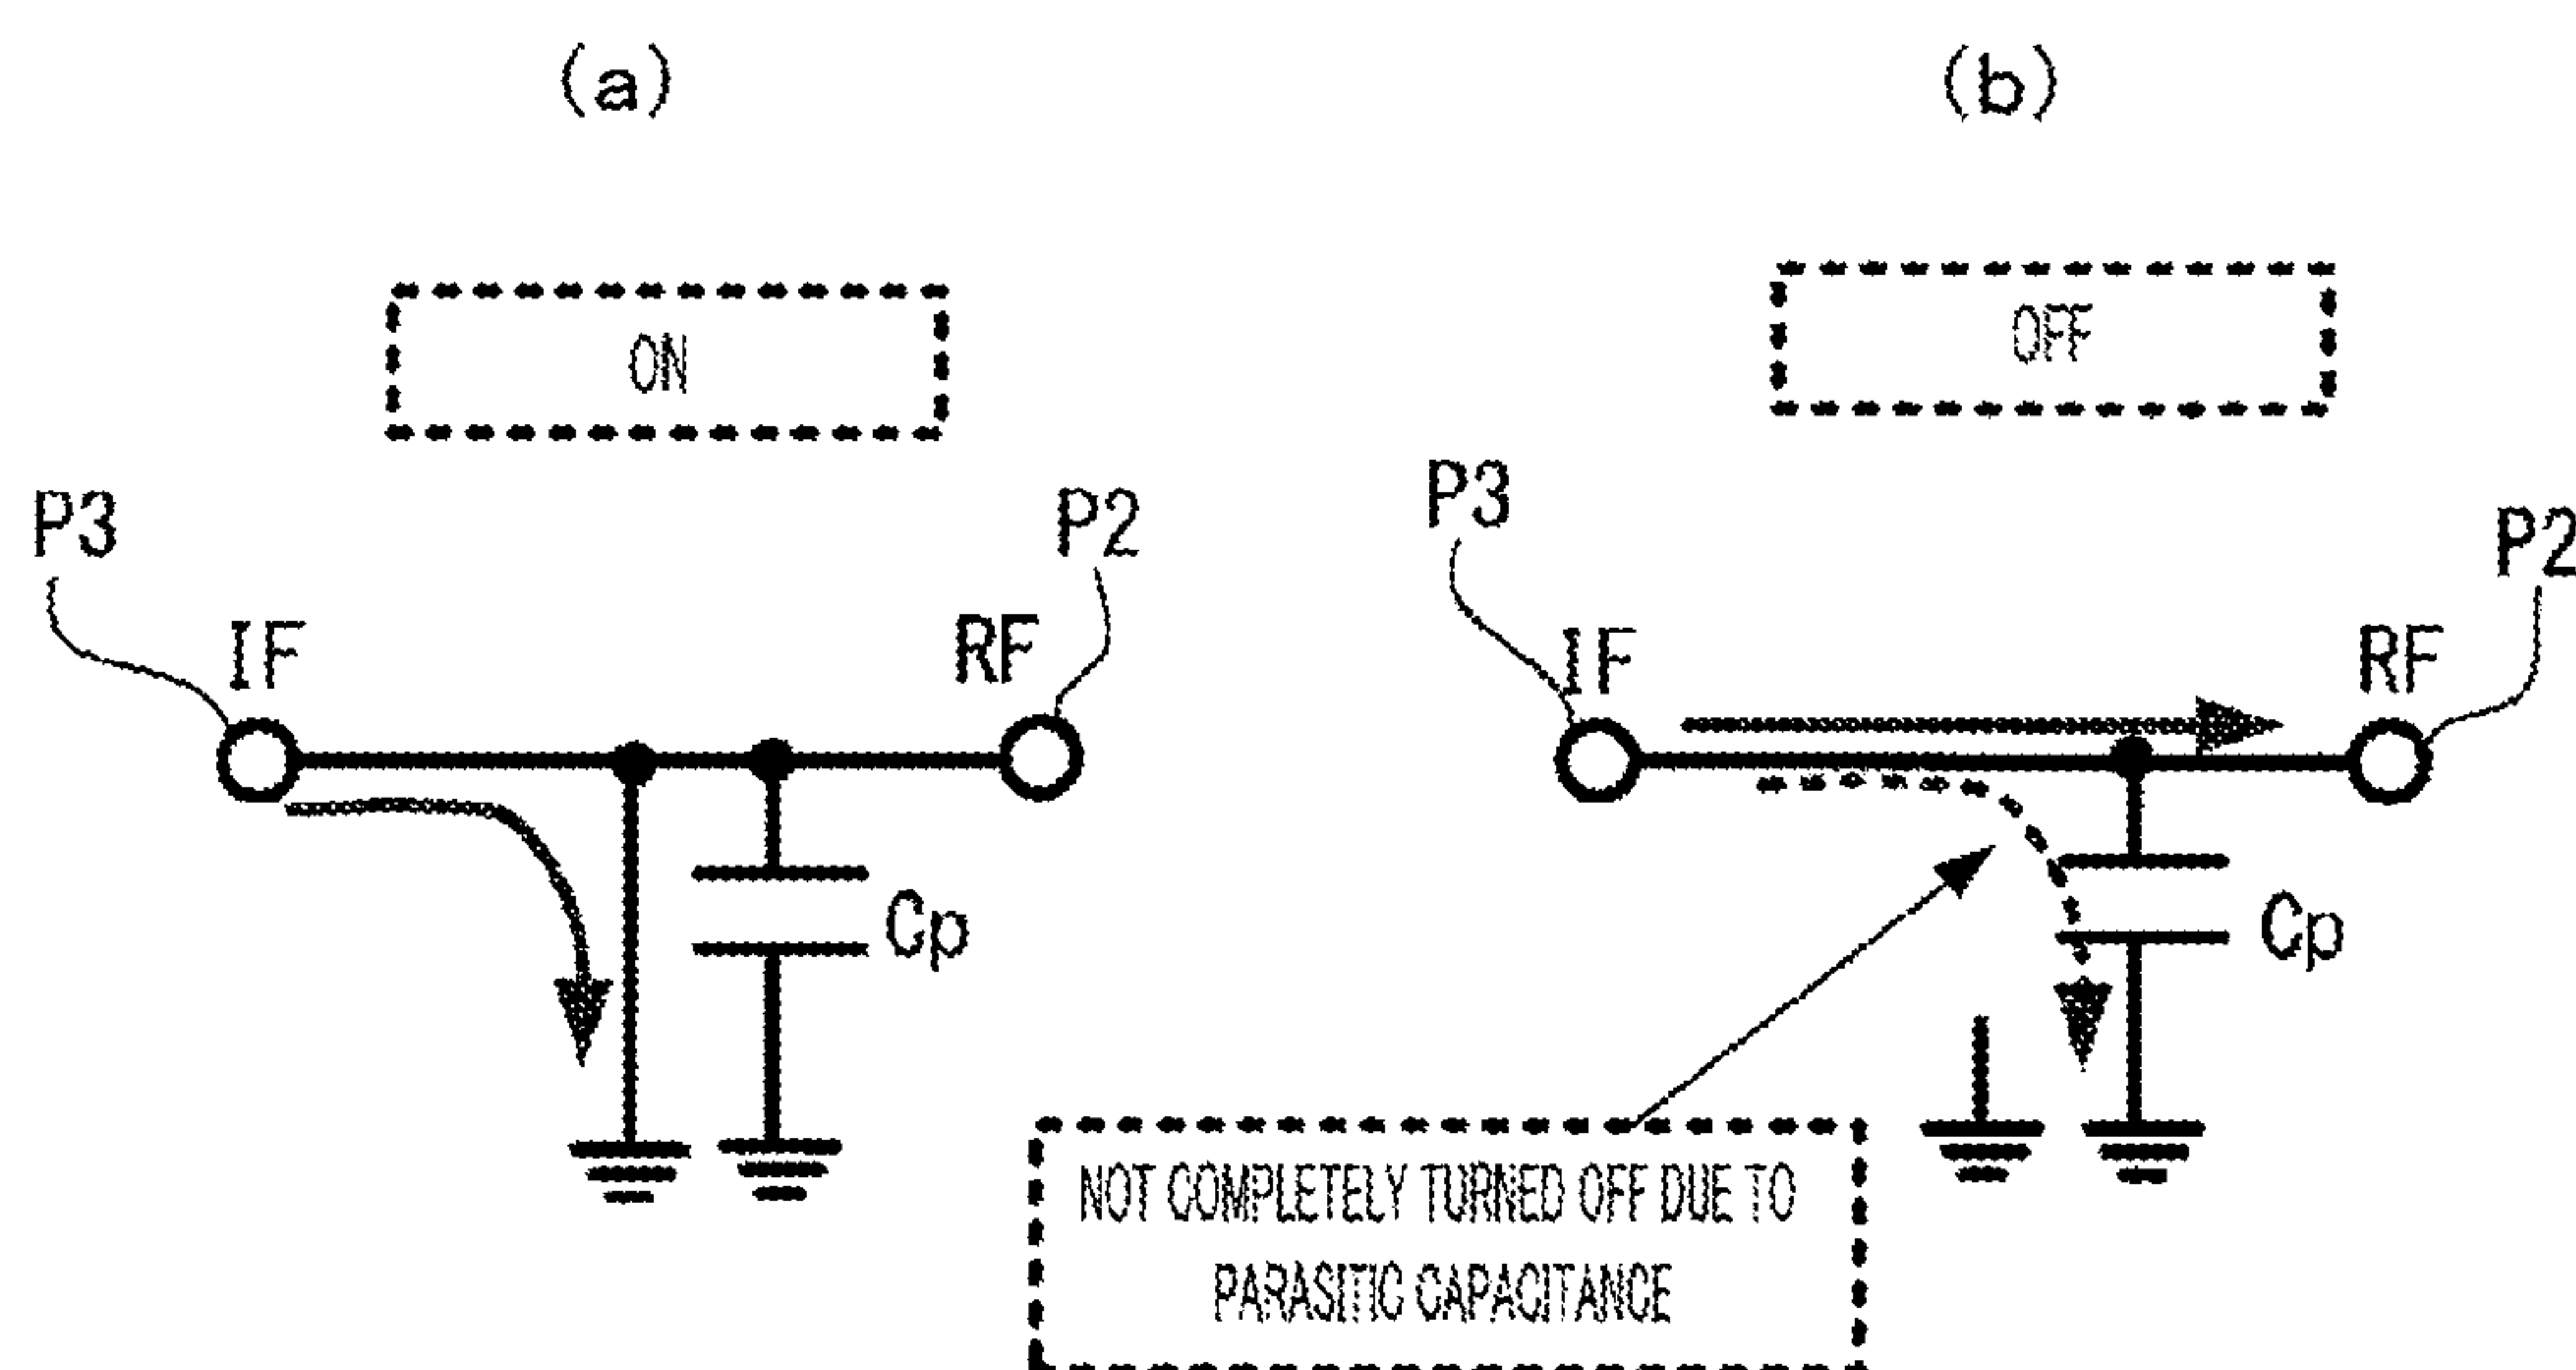 (a)
(b)
ON
OFF
P3
P2
IF
RF
Cp
P3
P2
IF
RF
Cp
NOT COMPLETELY TURNED OFF DUE TO
PARASITIC CAPACITANCE